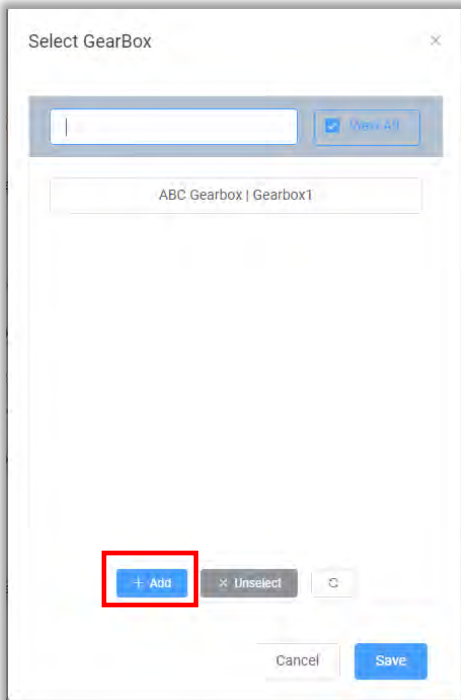 Select GearBox
View All
ABC Gearbox | Gearbox1
+ Add
× Unselect
Cancel
Save